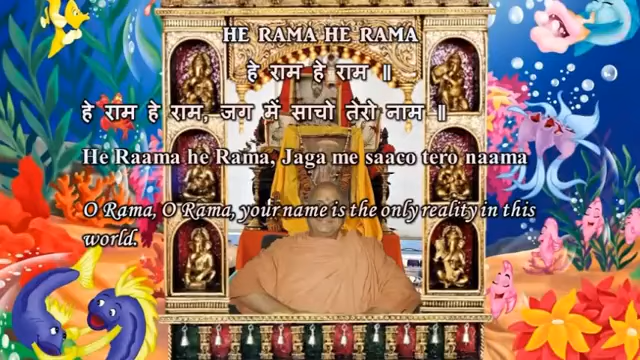 HE RAMA HE RAMA
हे राम हे राम ॥
हे राम हे राम, जग में साचो तेरो नाम ॥
He Raama he Rama, Jaga me saaco tero naama
O Rama, O Rama, your name is the only reality in this
world.